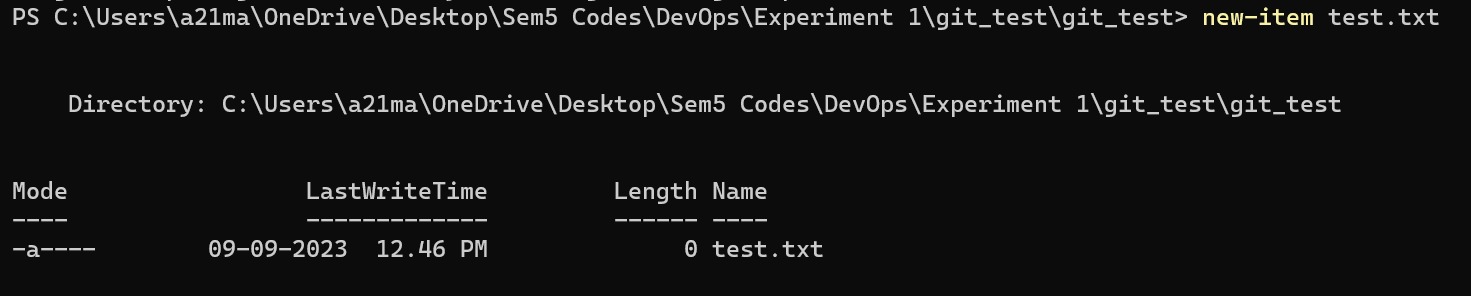 PS C:\Users\a21ma\OneDrive\Desktop\Sem5 Codes\DevOps\Experiment 1\git_test\git_test> new-item test.txt
Directory: C:\Users\a21ma\OneDrive\Desktop\Sem5 Codes\DevOps\Experiment 1\git_test\git_test
Mode                 LastWriteTime         Length Name
----                 -------------         ------ ----
-a----        09-09-2023  12.46 PM              0 test.txt